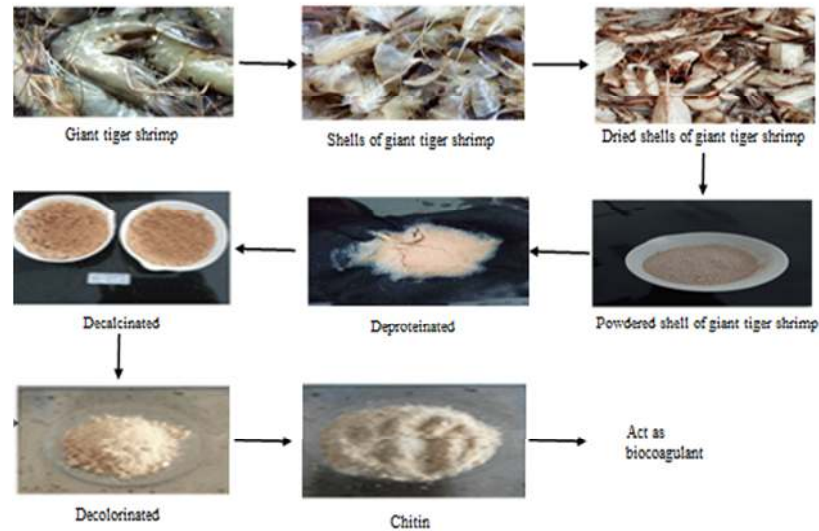 Giant tiger shrimp
Shells of giant tiger shrimp
Dried shells of giant tiger shrimp
Powdered shell of giant tiger shrimp
Deproteinated
Decalcinated
Decolorinated
Chitin
Act as
biocoagulant